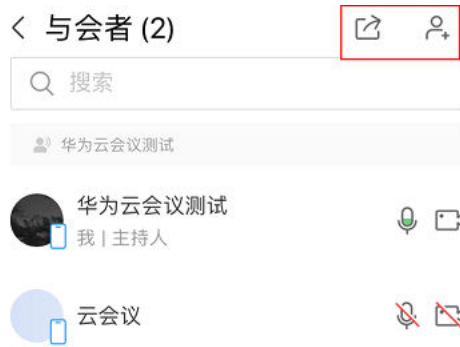 与会者 (2)
搜索
华为云会议测试
华为云会议测试
我 | 主持人
云会议